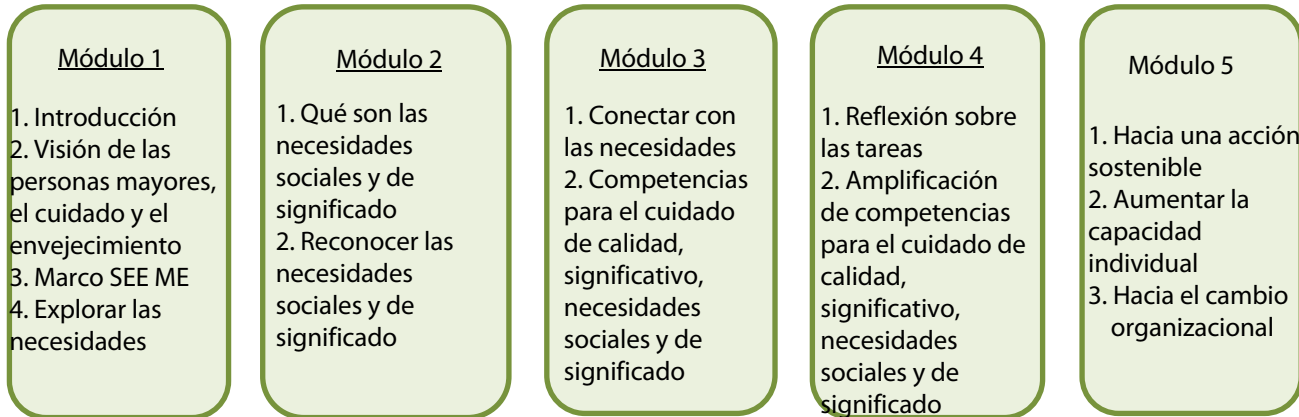 Módulo 1
1. Introducción
2. Visión de las
personas mayores,
el cuidado y el
envejecimiento
3. Marco SEE ME
4. Explorar las
necesidades
Módulo 2
1. Qué son las
necesidades
sociales y de
significado
2. Reconocer las
necesidades
sociales y de
significado
Módulo 3
1. Conectar con
las necesidades
2. Competencias
para el cuidado
de calidad,
significativo,
necesidades
sociales y de
significado
Módulo 4
1. Reflexión sobre
las tareas
2. Amplificación
de competencias
para el cuidado de
calidad,
significativo,
necesidades
sociales y de
significado
Módulo 5
1. Hacia una acción
sostenible
2. Aumentar la
capacidad
individual
3. Hacia el cambio
organizacional